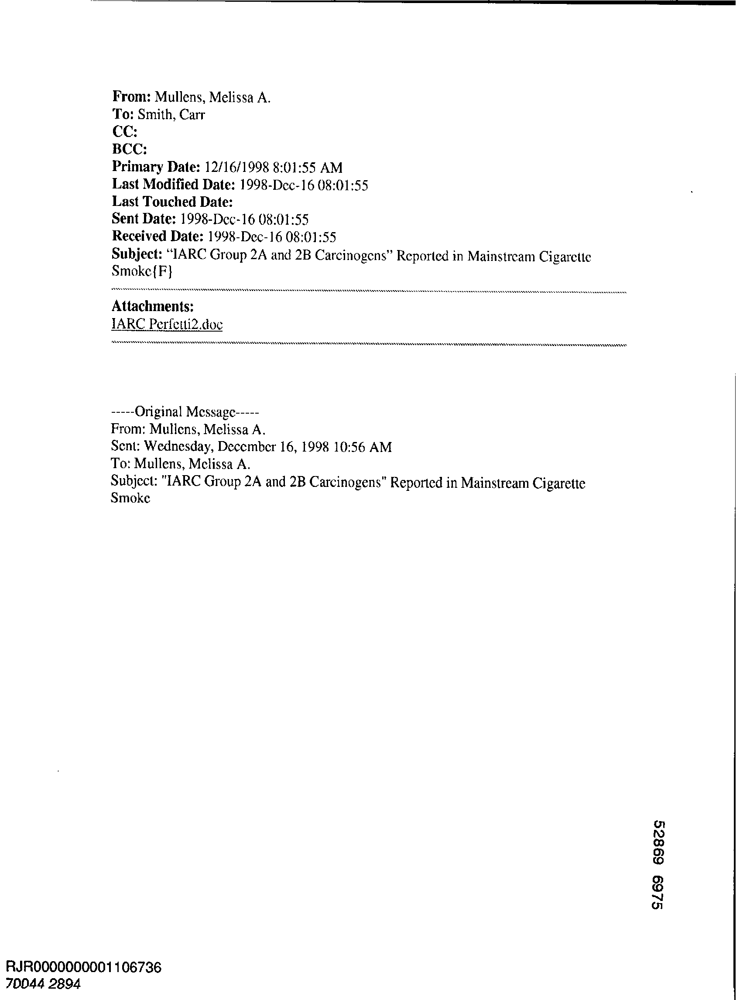 From: Mullens, Melissa A.
To: Smith, Carr
CC:
BCC:
Primary Date: 12/16/1998 8:01:55 AM
Last Modified Date: 1998-Dec-16 08:01:55
Last Touched Date:
Sent Date: 1998-Dec-16 08:01:55
Received Date: 1998-Dec-16 08:01:55
Subject: “IARC Group 2A and 2B Carcinogens” Reported in Mainstream Cigarette
Smoke{F}
Attachments:
IARC Perfetti2.doc
-----Original Message-----
From: Mullens, Melissa A.
Sent: Wednesday, December 16, 1998 10:56 AM
To: Mullens, Melissa A.
Subject: "IARC Group 2A and 2B Carcinogens" Reported in Mainstream Cigarette
Smoke
52869 6975
RJR0000000001106736
70044 2894